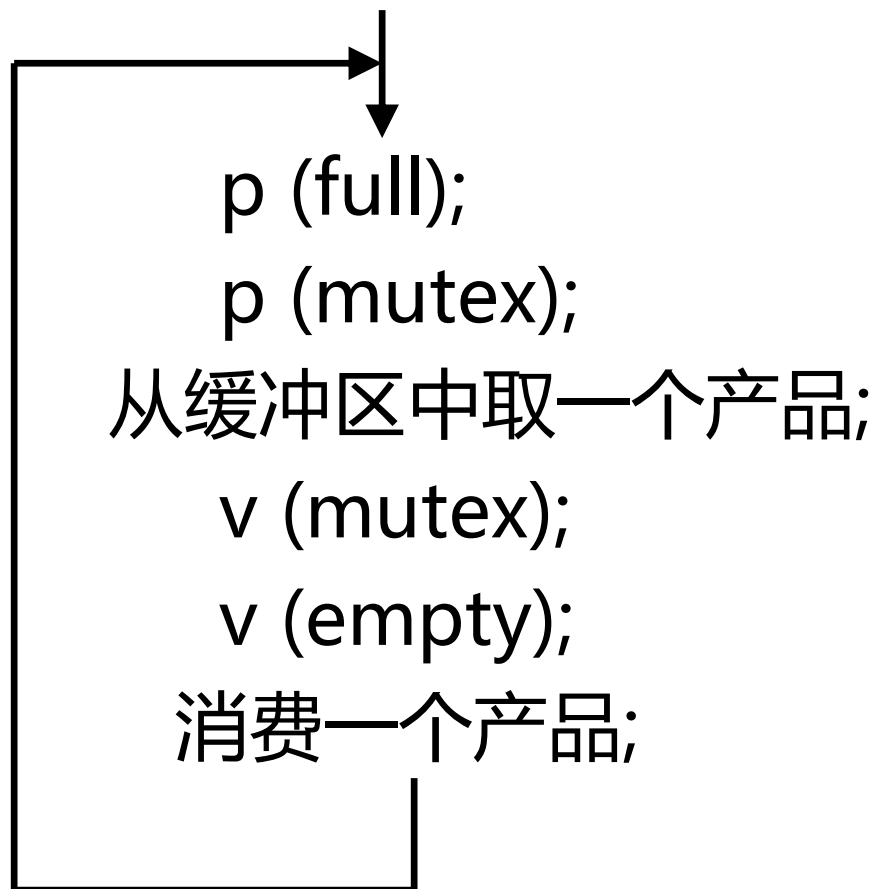 p (full);
p (mutex);
从缓冲区中取一个产品;
v (mutex);
v (empty);
消费一个产品;